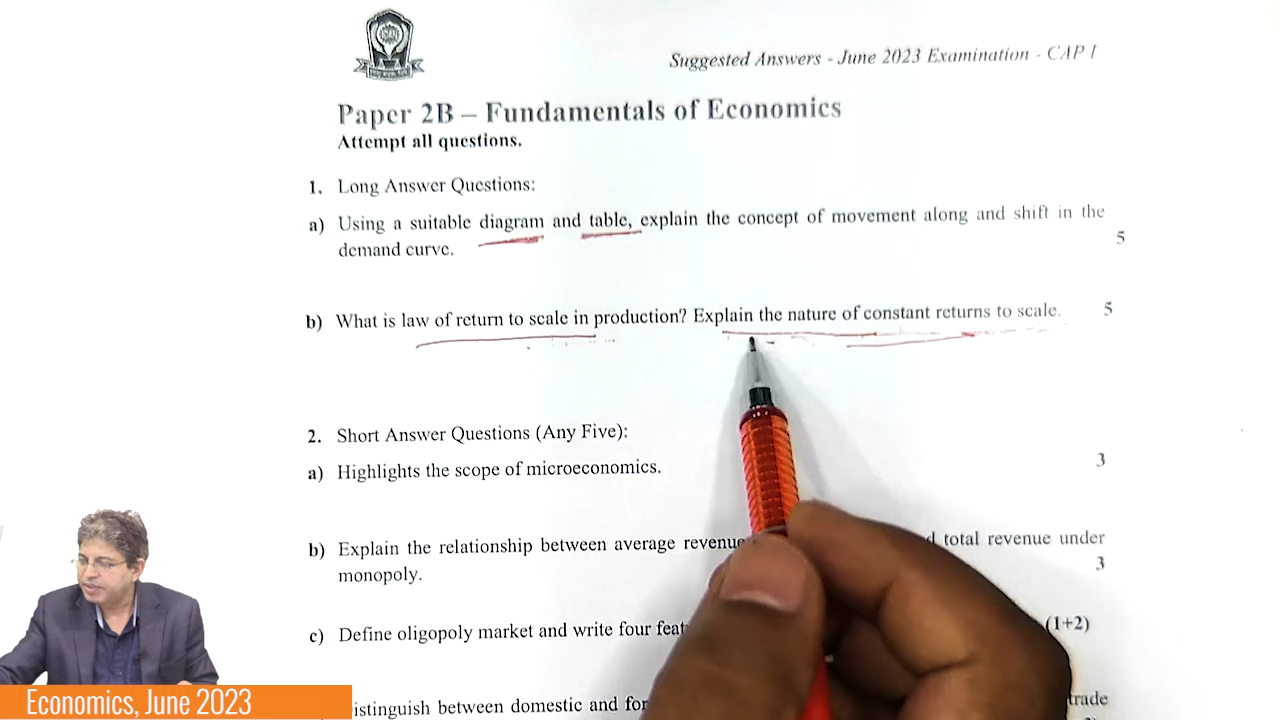 Suggested Answers - June 2023 Examination - CAP I
Paper 2B – Fundamentals of Economics
Attempt all questions.
1. Long Answer Questions:
a) Using a suitable diagram and table, explain the concept of movement along and shift in the
demand curve. 5
b) What is law of return to scale in production? Explain the nature of constant returns to scale. 5
2. Short Answer Questions (Any Five):
a) Highlights the scope of microeconomics. 3
b) Explain the relationship between average revenue total revenue under
monopoly. 3
c) Define oligopoly market and write four (1+2)
istinguish between domestic and trade
Economics, June 2023